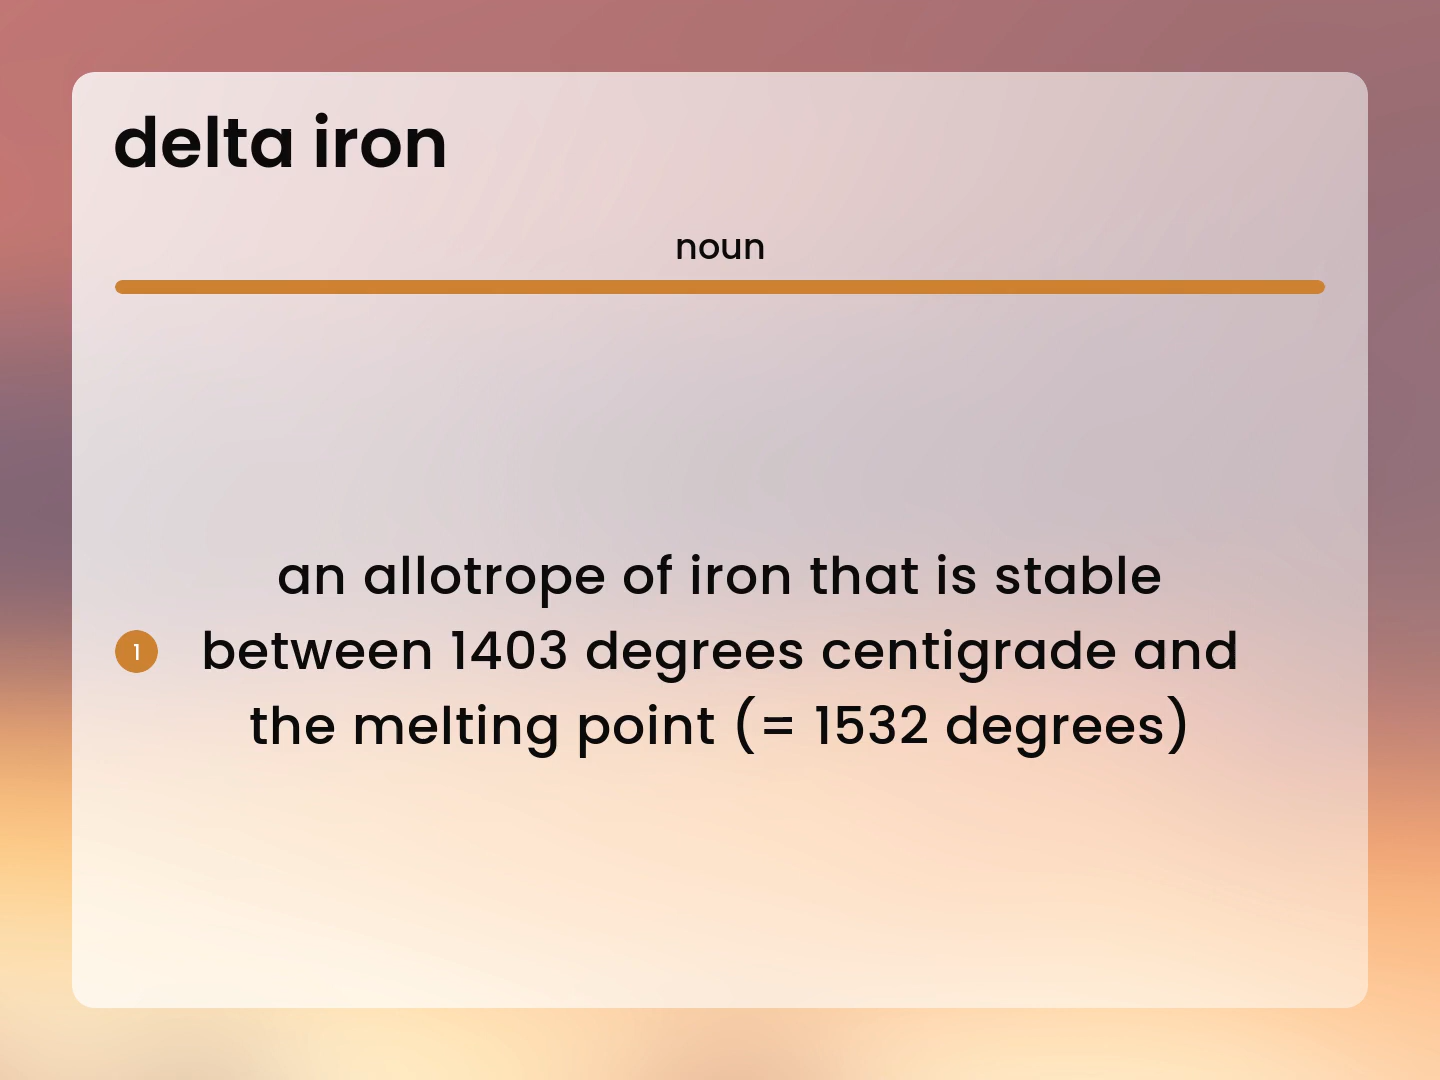 delta iron
noun
an allotrope of iron that is stable
1 between 1403 degrees centigrade and
the melting point (= 1532 degrees)